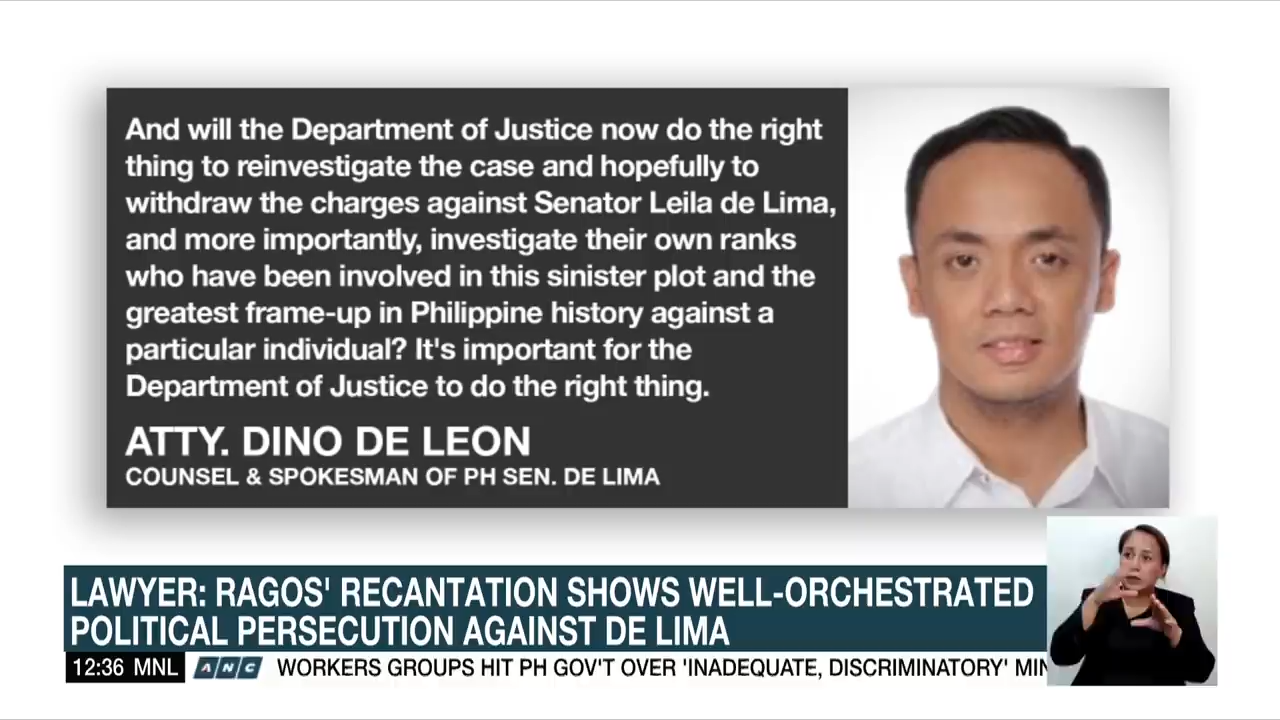 And will the Department of Justice now do the right
thing to reinvestigate the case and hopefully to
withdraw the charges against Senator Leila de Lima,
and more importantly, investigate their own ranks
who have been involved in this sinister plot and the
greatest frame-up in Philippine history against a
particular individual? It's important for the
Department of Justice to do the right thing.
ATTY. DINO DE LEON
COUNSEL & SPOKESMAN OF PH SEN. DE LIMA
LAWYER: RAGOS' RECANTATION SHOWS WELL-ORCHESTRATED
POLITICAL PERSECUTION AGAINST DE LIMA
12:36 MNL ANC WORKERS GROUPS HIT PH GOV'T OVER 'INADEQUATE, DISCRIMINATORY'